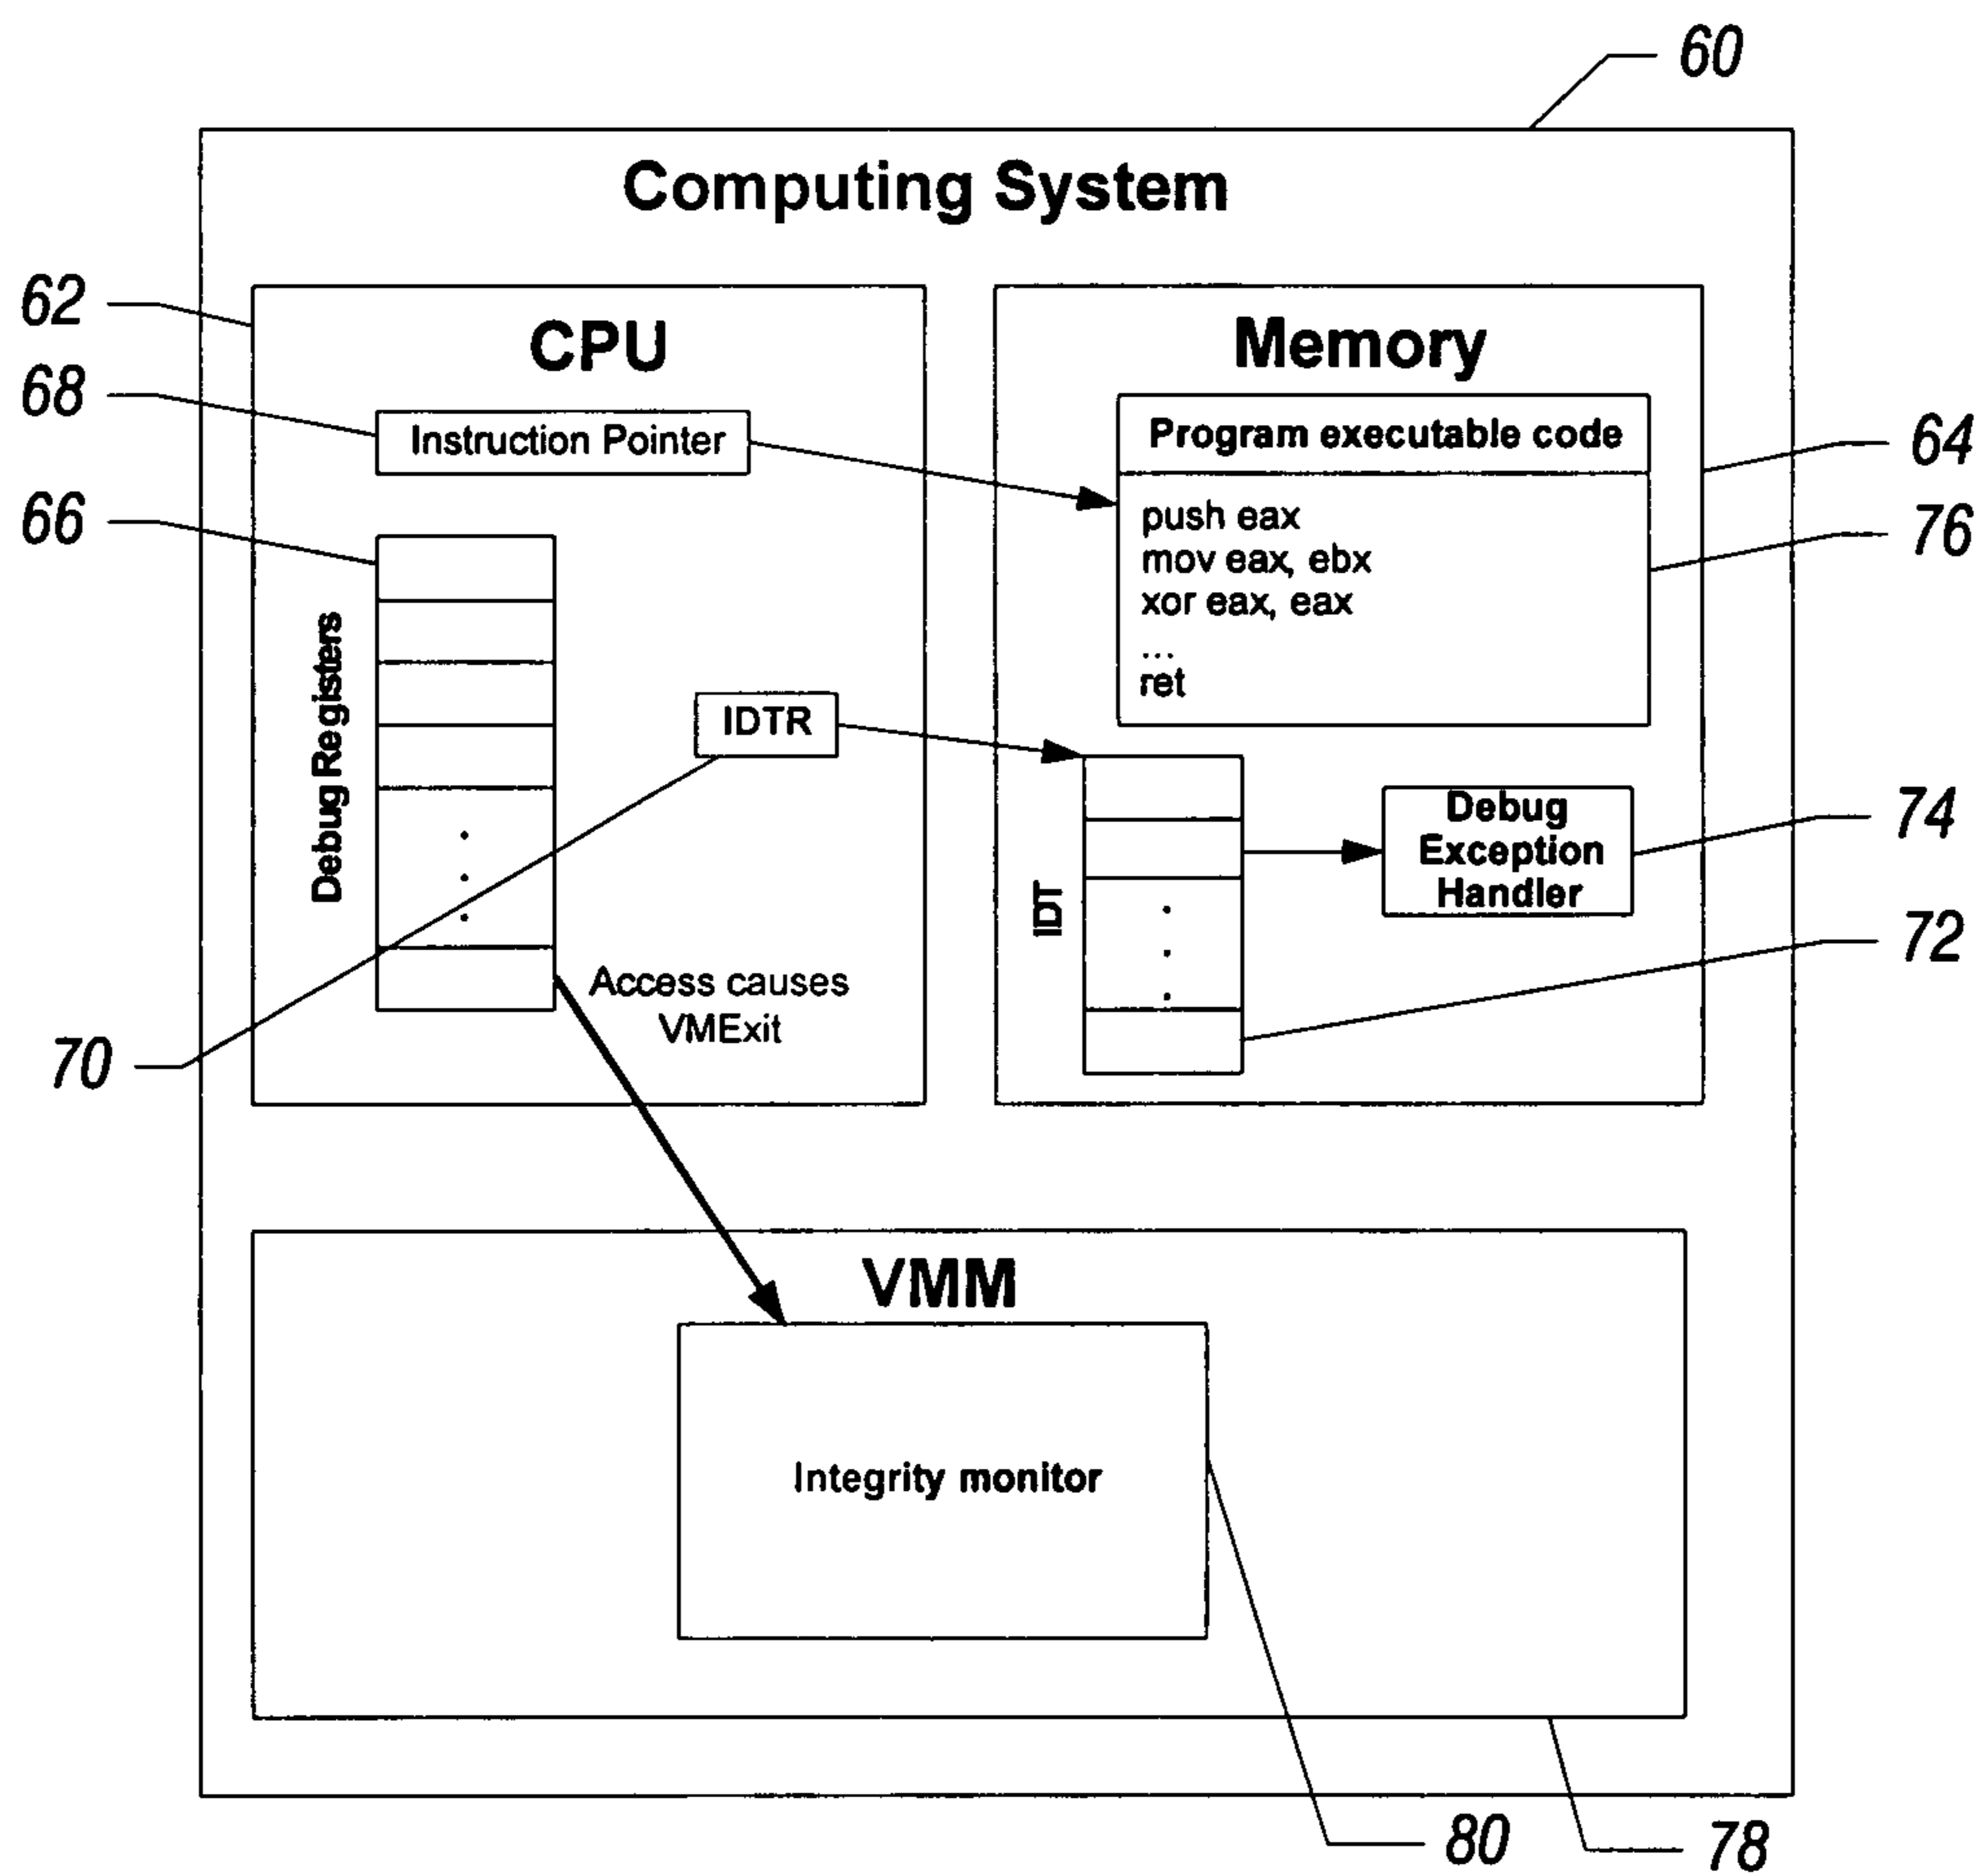 60
Computing System
62
CPU
Memory
68
Instruction Pointer
Program executable code
64
66
push eax
mov eax, ebx
xor eax, eax
...
ret
76
Debug Registers
IDTR
IDT
Debug
Exception
Handler
74
72
Access causes
VMExit
70
VMM
Integrity monitor
80
78